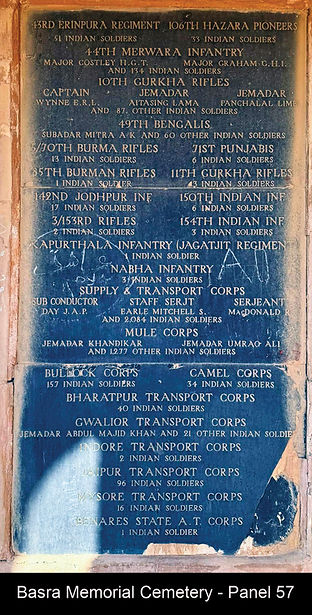 43RD ERINPURA REGIMENT 106TH HAZARA PIONEERS
51 INDIAN SOLDIERS 33 INDIAN SOLDIERS
44TH MERWARA INFANTRY
MAJOR COSTLEY H.G.T. MAJOR GRAHAM G.H.I.
AND 134 INDIAN SOLDIERS
10TH GURKHA RIFLES
CAPTAIN JEMADAR JEMADAR
WYNNE E.R.L. AITASING LAMA PANCHALAL LIMB
AND 87 OTHER INDIAN SOLDIERS
49TH BENGALIS
SUBADAR MITRA A K AND 60 OTHER INDIAN SOLDIERS
3/70TH BURMA RIFLES 71ST PUNJABIS
13 INDIAN SOLDIERS 6 INDIAN SOLDIERS
85TH BURMAN RIFLES 11TH GURKHA RIFLES
1 INDIAN SOLDIER 43 INDIAN SOLDIERS
142ND JODHPUR INF 150TH INDIAN INF
17 INDIAN SOLDIERS 6 INDIAN SOLDIERS
3/153RD RIFLES 154TH INDIAN INF
2 INDIAN SOLDIERS 3 INDIAN SOLDIERS
KAPURTHALA INFANTRY (JAGATJIT REGIMEN
1 INDIAN SOLDIER
NABHA INFANTRY
INDIAN SOLDIERS
SUPPLY & TRANSPORT CORPS
SUB CONDUCTOR STAFF SERJT SERJEANT
DAY J.A.P. EARLE MITCHELL S. MACDONALD R
AND 2,084 INDIAN SOLDIERS
MULE CORPS
JEMADAR KHANDIKAR JEMADAR UMRAO ALI
AND 1277 OTHER INDIAN SOLDIERS
BULLOCK CORPS CAMEL CORPS
157 INDIAN SOLDIERS 34 INDIAN SOLDIERS
BHARATPUR TRANSPORT CORPS
40 INDIAN SOLDIERS
GWALIOR TRANSPORT CORPS
JEMADAR ABDUL MAJID KHAN AND 21 OTHER INDIAN SOLDIE
INDORE TRANSPORT CORPS
2 INDIAN SOLDIERS
JAIPUR TRANSPORT CORPS
96 INDIAN SOLDIERS
MYSORE TRANSPORT CORPS
16 INDIAN SOLDIERS
BENARES STATE A.T. CORPS
1 INDIAN SOLDIER
Basra Memorial Cemetery - Panel 57